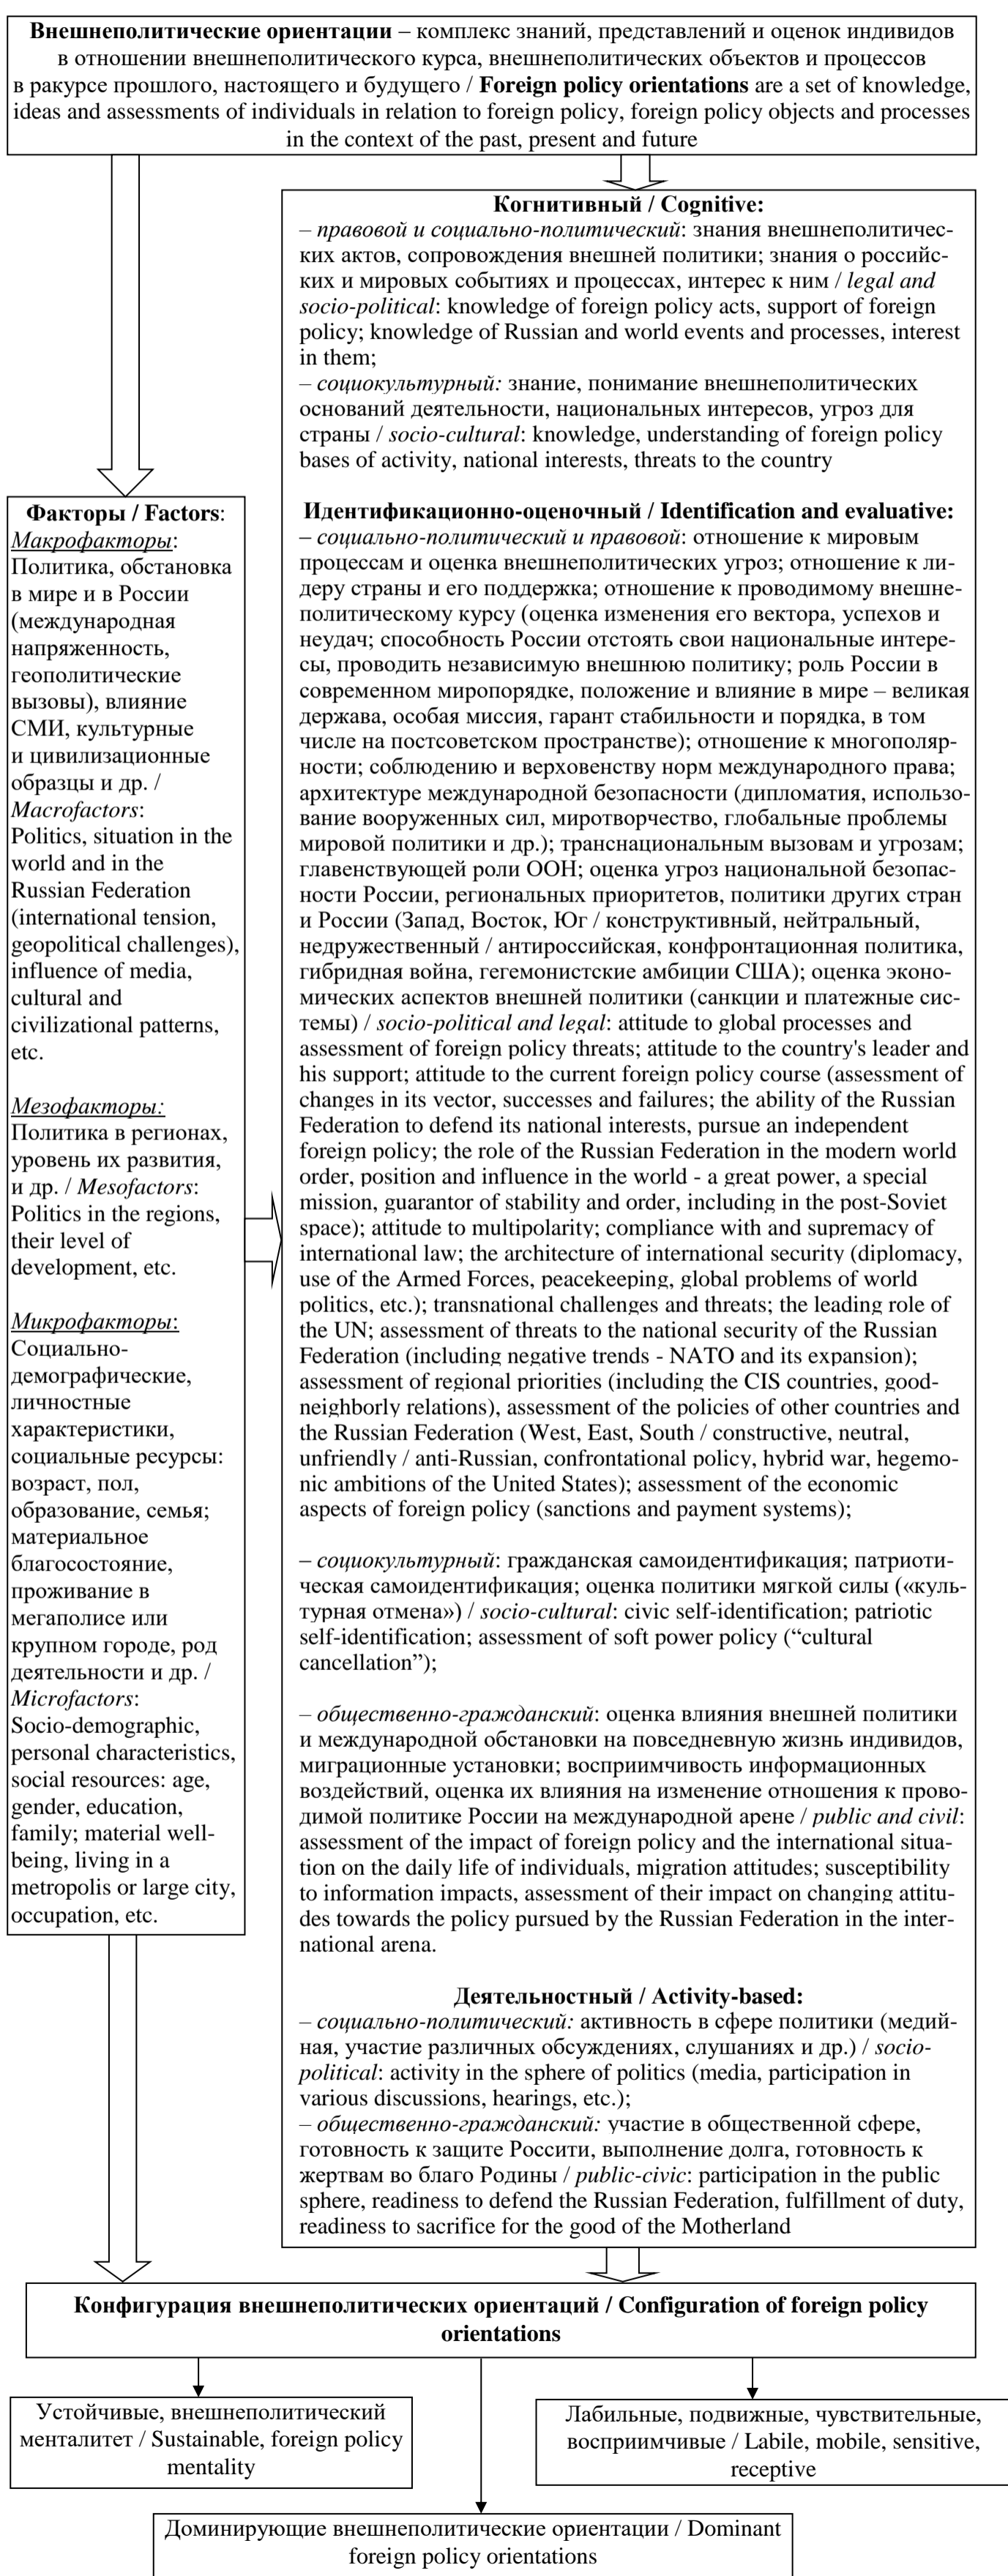 Внешнеполитические ориентации – комплекс знаний, представлений и оценок индивидов
в отношении внешнеполитического курса, внешнеполитических объектов и процессов
в ракурсе прошлого, настоящего и будущего / Foreign policy orientations are a set of knowledge,
ideas and assessments of individuals in relation to foreign policy, foreign policy objects and processes
in the context of the past, present and future
Факторы / Factors:
Макрофакторы:
Политика, обстановка
в мире и в России
(международная
напряженность,
геополитические
вызовы), влияние
СМИ, культурные
и цивилизационные
образцы и др. /
Macrofactors:
Politics, situation in the
world and in the
Russian Federation
(international tension,
geopolitical challenges),
influence of media,
cultural and
civilizational patterns,
etc.
Мезофакторы:
Политика в регионах,
уровень их развития,
и др. / Mesofactors:
Politics in the regions,
their level of
development, etc.
Микрофакторы:
Социально-
демографические,
личностные
характеристики,
социальные ресурсы:
возраст, пол,
образование, семья;
материальное
благосостояние,
проживание в
мегаполисе или
крупном городе, род
деятельности и др. /
Microfactors:
Socio-demographic,
personal characteristics,
social resources: age,
gender, education,
family; material well-
being, living in a
metropolis or large city,
occupation, etc.
Когнитивный / Cognitive:
– правовой и социально-политический: знания внешнеполитичес-
ких актов, сопровождения внешней политики; знания о российс-
ких и мировых событиях и процессах, интерес к ним / legal and
socio-political: knowledge of foreign policy acts, support of foreign
policy; knowledge of Russian and world events and processes, interest
in them;
– социокультурный: знание, понимание внешнеполитических
оснований деятельности, национальных интересов, угроз для
страны / socio-cultural: knowledge, understanding of foreign policy
bases of activity, national interests, threats to the country
Идентификационно-оценочный / Identification and evaluative:
– социально-политический и правовой: отношение к мировым
процессам и оценка внешнеполитических угроз; отношение к ли-
деру страны и его поддержка; отношение к проводимому внешне-
политическому курсу (оценка изменения его вектора, успехов и
неудач; способность России отстоять свои национальные интере-
сы, проводить независимую внешнюю политику; роль России в
современном миропорядке, положение и влияние в мире – великая
держава, особая миссия, гарант стабильности и порядка, в том
числе на постсоветском пространстве); отношение к многополяр-
ности; соблюдению и верховенству норм международного права;
архитектуре международной безопасности (дипломатия, использо-
вание вооруженных сил, миротворчество, глобальные проблемы
мировой политики и др.); транснациональным вызовам и угрозам;
главенствующей роли ООН; оценка угроз национальной безопас-
ности России, региональных приоритетов, политики других стран
и России (Запад, Восток, Юг / конструктивный, нейтральный,
недружественный / антироссийская, конфронтационная политика,
гибридная война, гегемонистские амбиции США); оценка эконо-
мических аспектов внешней политики (санкции и платежные сис-
темы) / socio-political and legal: attitude to global processes and
assessment of foreign policy threats; attitude to the country's leader and
his support; attitude to the current foreign policy course (assessment of
changes in its vector, successes and failures; the ability of the Russian
Federation to defend its national interests, pursue an independent
foreign policy; the role of the Russian Federation in the modern world
order, position and influence in the world - a great power, a special
mission, guarantor of stability and order, including in the post-Soviet
space); attitude to multipolarity; compliance with and supremacy of
international law; the architecture of international security (diplomacy,
use of the Armed Forces, peacekeeping, global problems of world
politics, etc.); transnational challenges and threats; the leading role of
the UN; assessment of threats to the national security of the Russian
Federation (including negative trends - NATO and its expansion);
assessment of regional priorities (including the CIS countries, good-
neighborly relations), assessment of the policies of other countries and
the Russian Federation (West, East, South / constructive, neutral,
unfriendly / anti-Russian, confrontational policy, hybrid war, hegemo-
nic ambitions of the United States); assessment of the economic
aspects of foreign policy (sanctions and payment systems);
– социокультурный: гражданская самоидентификация; патриоти-
ческая самоидентификация; оценка политики мягкой силы («куль-
турная отмена») / socio-cultural: civic self-identification; patriotic
self-identification; assessment of soft power policy (“cultural
cancellation”);
– общественно-гражданский: оценка влияния внешней политики
и международной обстановки на повседневную жизнь индивидов,
миграционные установки; восприимчивость информационных
воздействий, оценка их влияния на изменение отношения к прово-
димой политике России на международной арене / public and civil:
assessment of the impact of foreign policy and the international situa-
tion on the daily life of individuals, migration attitudes; susceptibility
to information impacts, assessment of their impact on changing attitu-
des towards the policy pursued by the Russian Federation in the inter-
national arena.
Деятельностный / Activity-based:
– социально-политический: активность в сфере политики (медий-
ная, участие различных обсуждениях, слушаниях и др.) / socio-
political: activity in the sphere of politics (media, participation in
various discussions, hearings, etc.);
– общественно-гражданский: участие в общественной сфере,
готовность к защите Россити, выполнение долга, готовность к
жертвам во благо Родины / public-civic: participation in the public
sphere, readiness to defend the Russian Federation, fulfillment of duty,
readiness to sacrifice for the good of the Motherland
Конфигурация внешнеполитических ориентаций / Configuration of foreign policy
orientations
Устойчивые, внешнеполитический
менталитет / Sustainable, foreign policy
mentality
Лабильные, подвижные, чувствительные,
восприимчивые / Labile, mobile, sensitive,
receptive
Доминирующие внешнеполитические ориентации / Dominant
foreign policy orientations